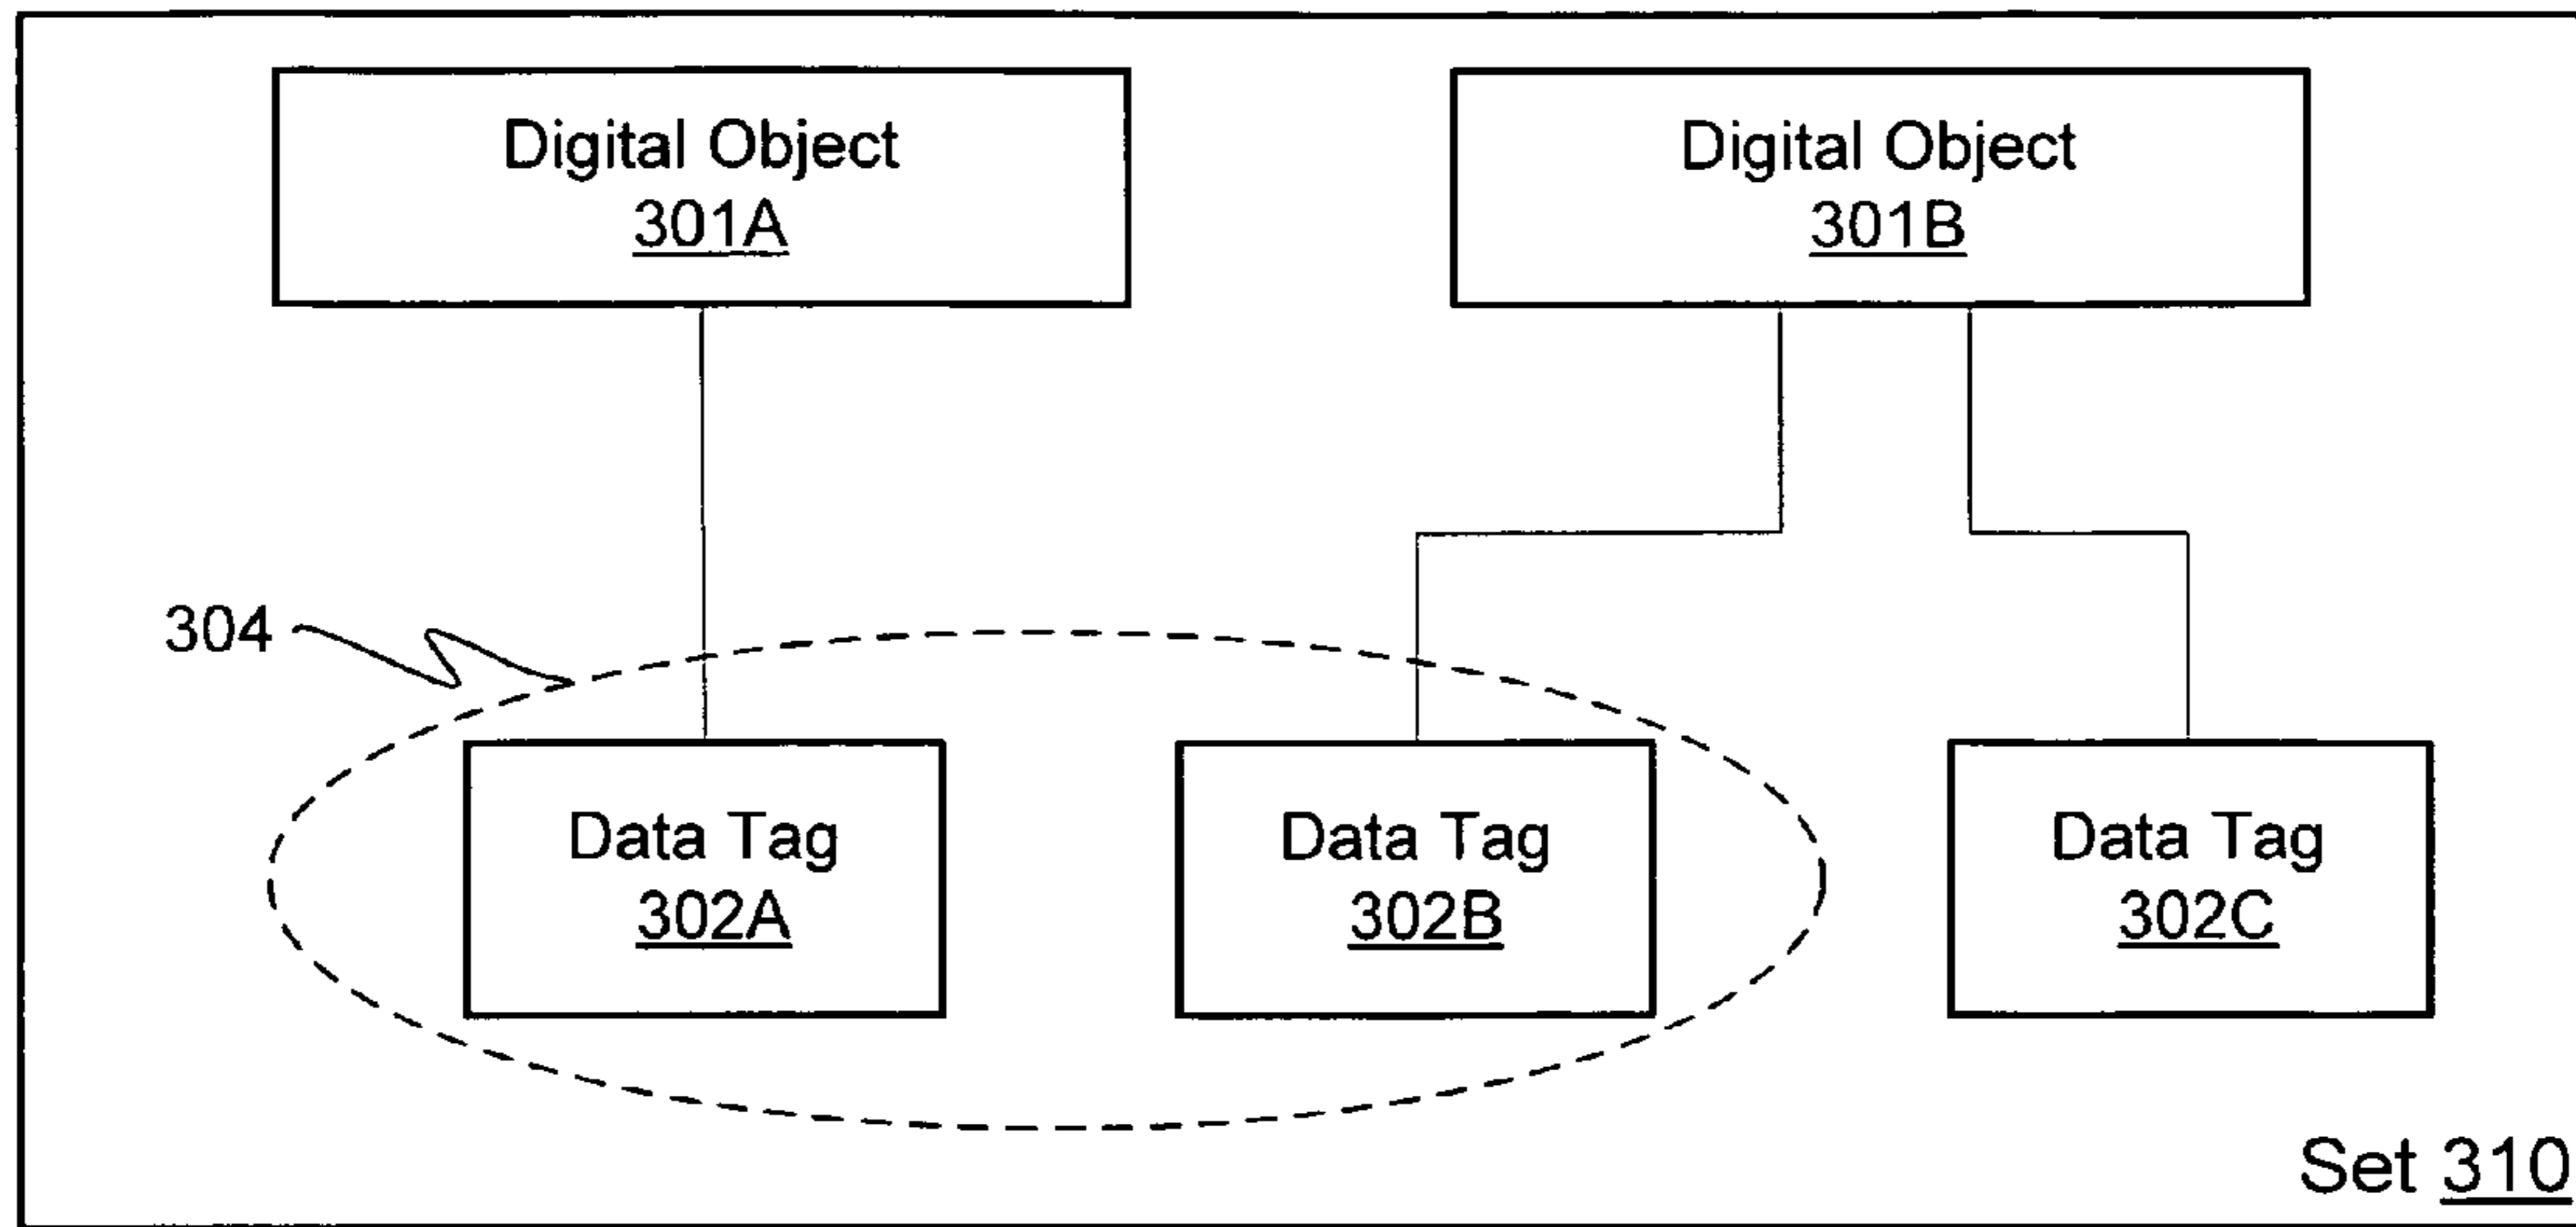 Digital Object
301A
Digital Object
301B
304
Data Tag
302A
Data Tag
302B
Data Tag
302C
Set 310